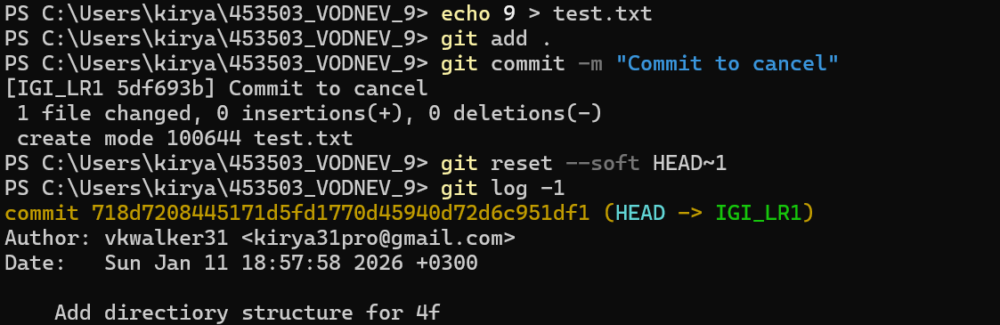 PS C:\Users\kirya\453503_VODNEV_9> echo 9 > test.txt
PS C:\Users\kirya\453503_VODNEV_9> git add .
PS C:\Users\kirya\453503_VODNEV_9> git commit -m "Commit to cancel"
[IGI_LR1 5df693b] Commit to cancel
 1 file changed, 0 insertions(+), 0 deletions(-)
 create mode 100644 test.txt
PS C:\Users\kirya\453503_VODNEV_9> git reset --soft HEAD~1
PS C:\Users\kirya\453503_VODNEV_9> git log -1
commit 718d7208445171d5fd1770d45940d72d6c951df1 (HEAD -> IGI_LR1)
Author: vkwalker31 <kirya31pro@gmail.com>
Date:   Sun Jan 11 18:57:58 2026 +0300

    Add directiory structure for 4f